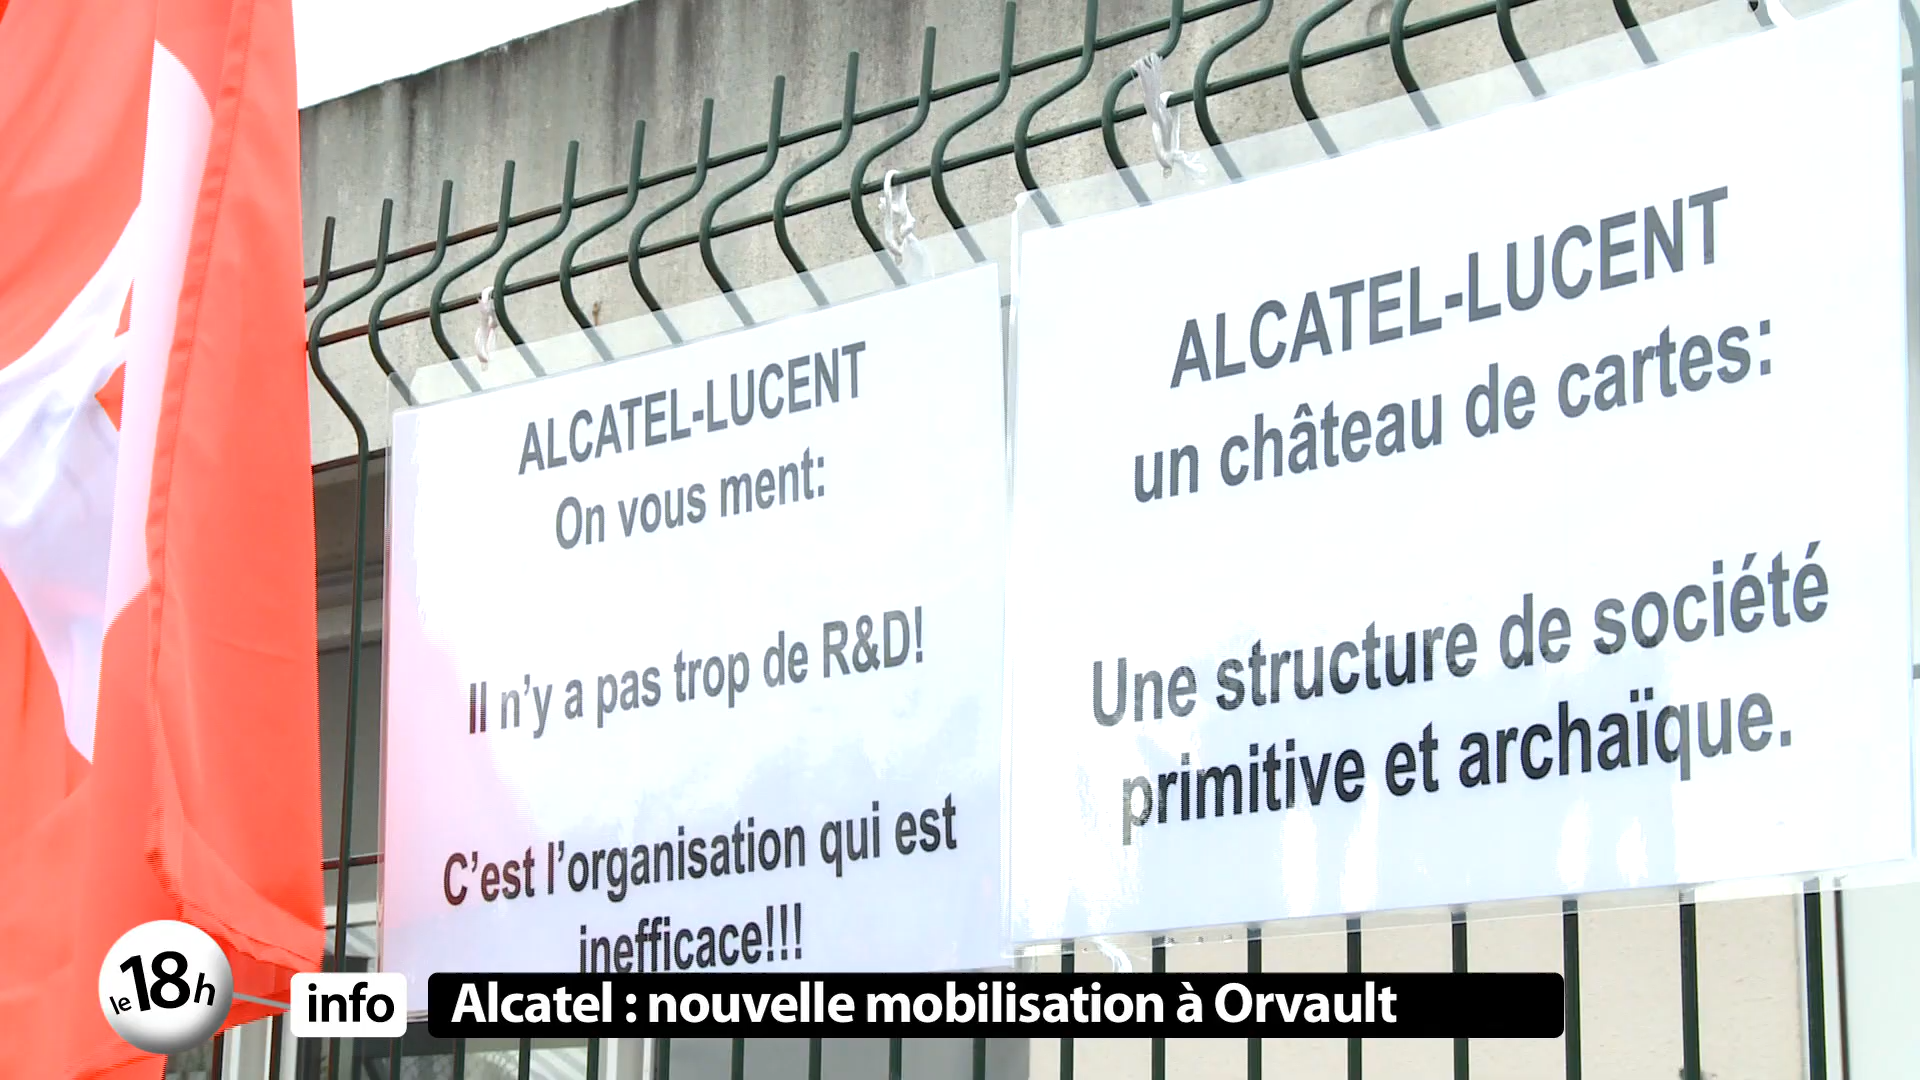 ALCATEL-LUCENT
On vous ment:
Il n'y a pas trop de R&D!
C'est l'organisation qui est
inefficace!!!
ALCATEL-LUCENT
un château de cartes:
Une structure de société
primitive et archaïque.
le 18h
info
Alcatel : nouvelle mobilisation à Orvault